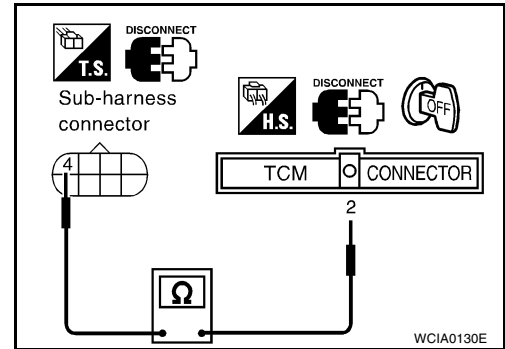 DISCONNECT
T.S.
Sub-harness
connector
4
DISCONNECT
H.S.
OFF
TCM CONNECTOR
2
Ω
WCIA0130E